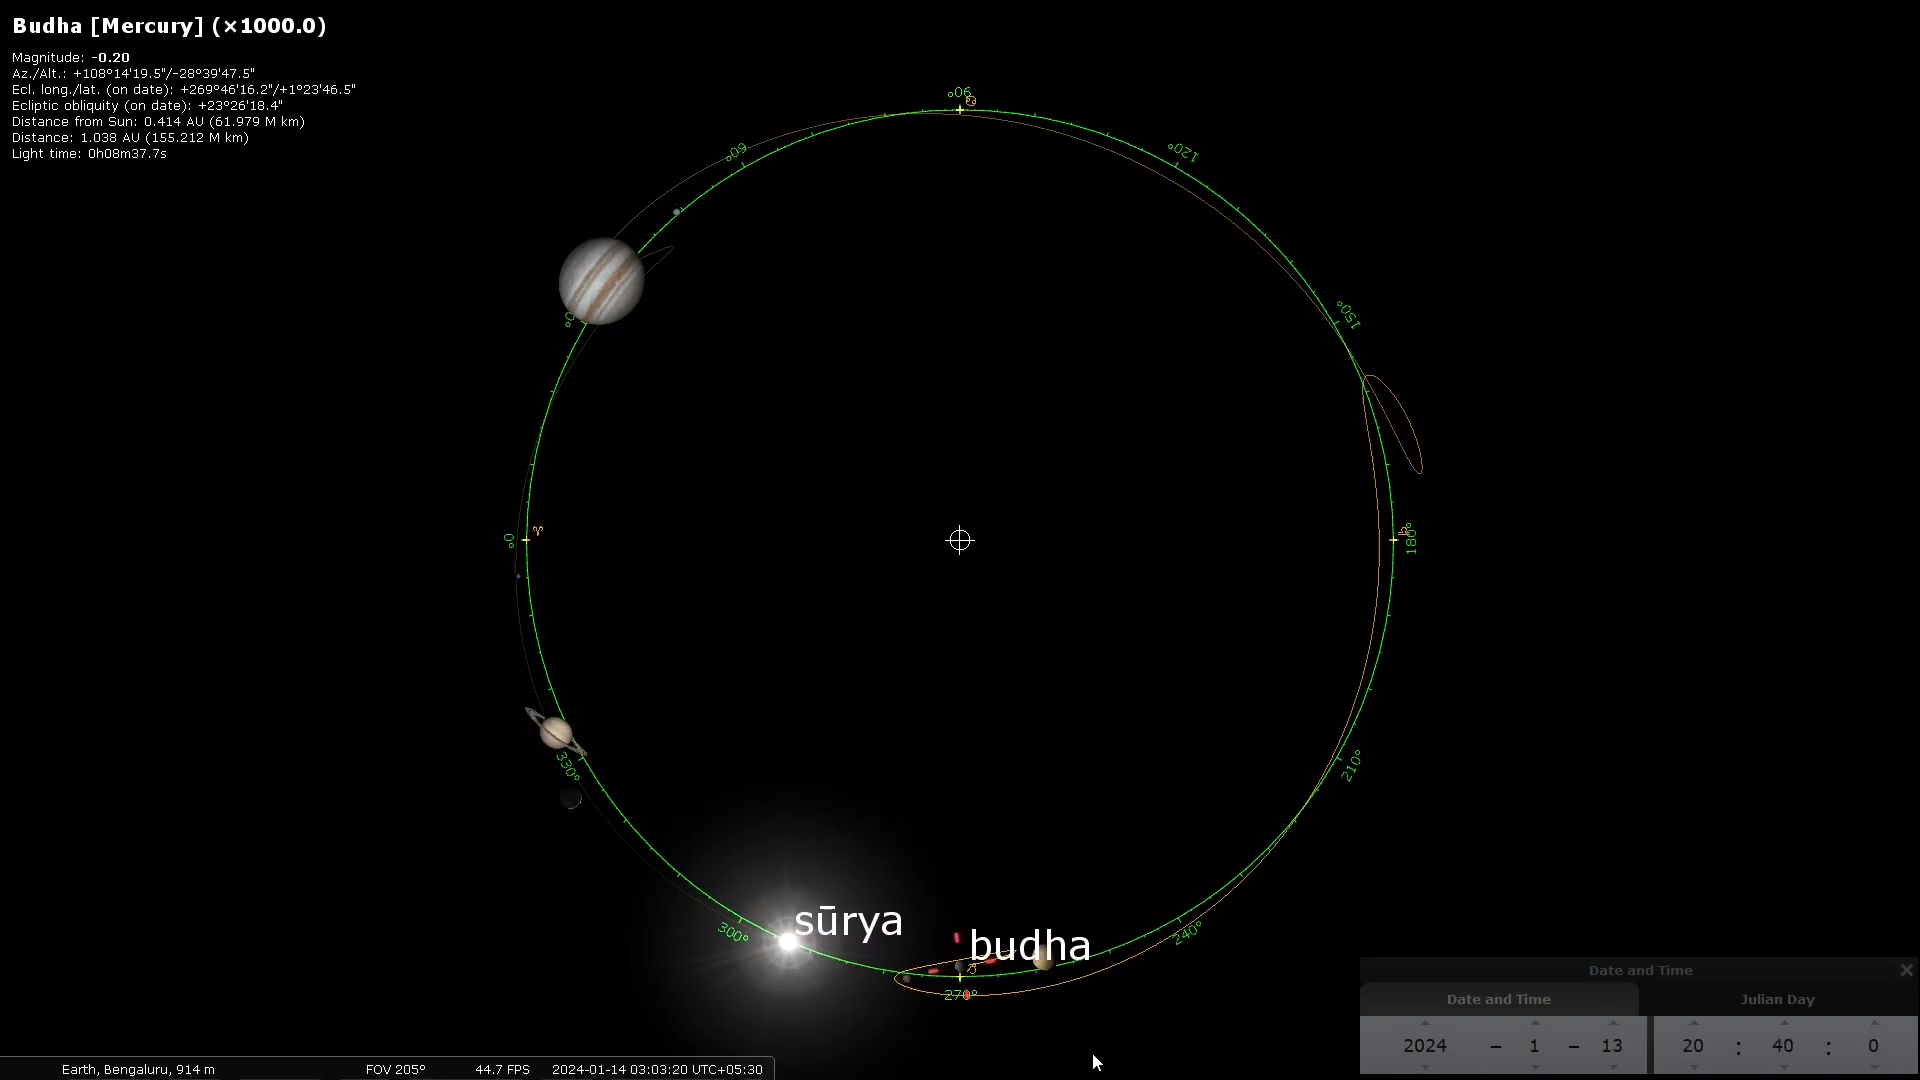 Budha [Mercury] (×1000.0)
Magnitude: -0.20
Az./Alt.: +108°14'19.5"/-28°39'47.5"
Ecl. long./lat. (on date): +269°46'16.2"/+1°23'46.5"
Ecliptic obliquity (on date): +23°26'18.4"
Distance from Sun: 0.414 AU (61.979 M km)
Distance: 1.038 AU (155.212 M km)
Light time: 0h08m37.7s
90°
♋
60°
120°
150°
0°
♈
180°
♎
330°
210°
300°
sūrya
budha
240°
270°
Date and Time
Date and Time
Julian Day
2024 – 1 – 13
20 : 40 : 0
Earth, Bengaluru, 914 m
FOV 205°
44.7 FPS
2024-01-14 03:03:20 UTC+05:30